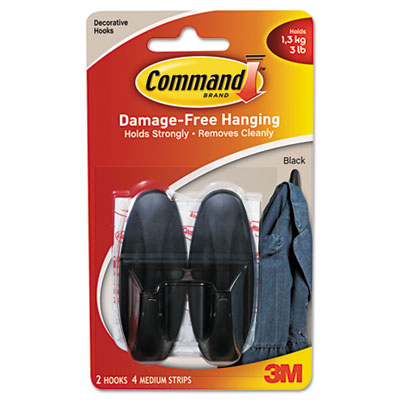 Decorative
Hooks
Holds
1,3 kg
3 lb
Command™
BRAND
Damage-Free Hanging
Holds Strongly • Removes Cleanly
Black
3M
2 HOOKS 4 MEDIUM STRIPS